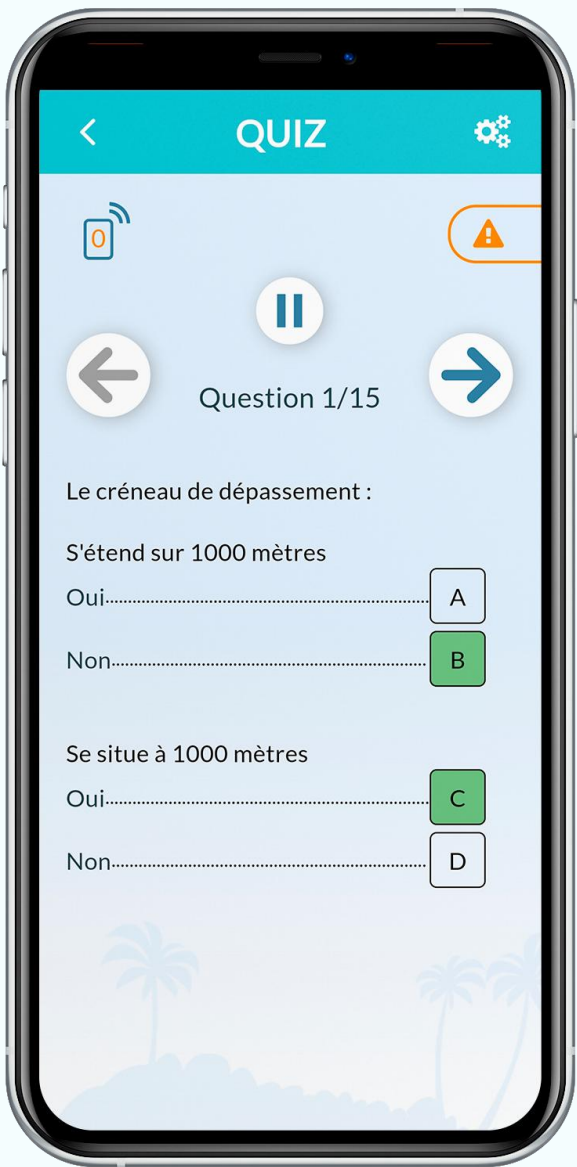 QUIZ
0
Question 1/15
Le créneau de dépassement :
S'étend sur 1000 mètres
Oui A
Non B
Se situe à 1000 mètres
Oui C
Non D